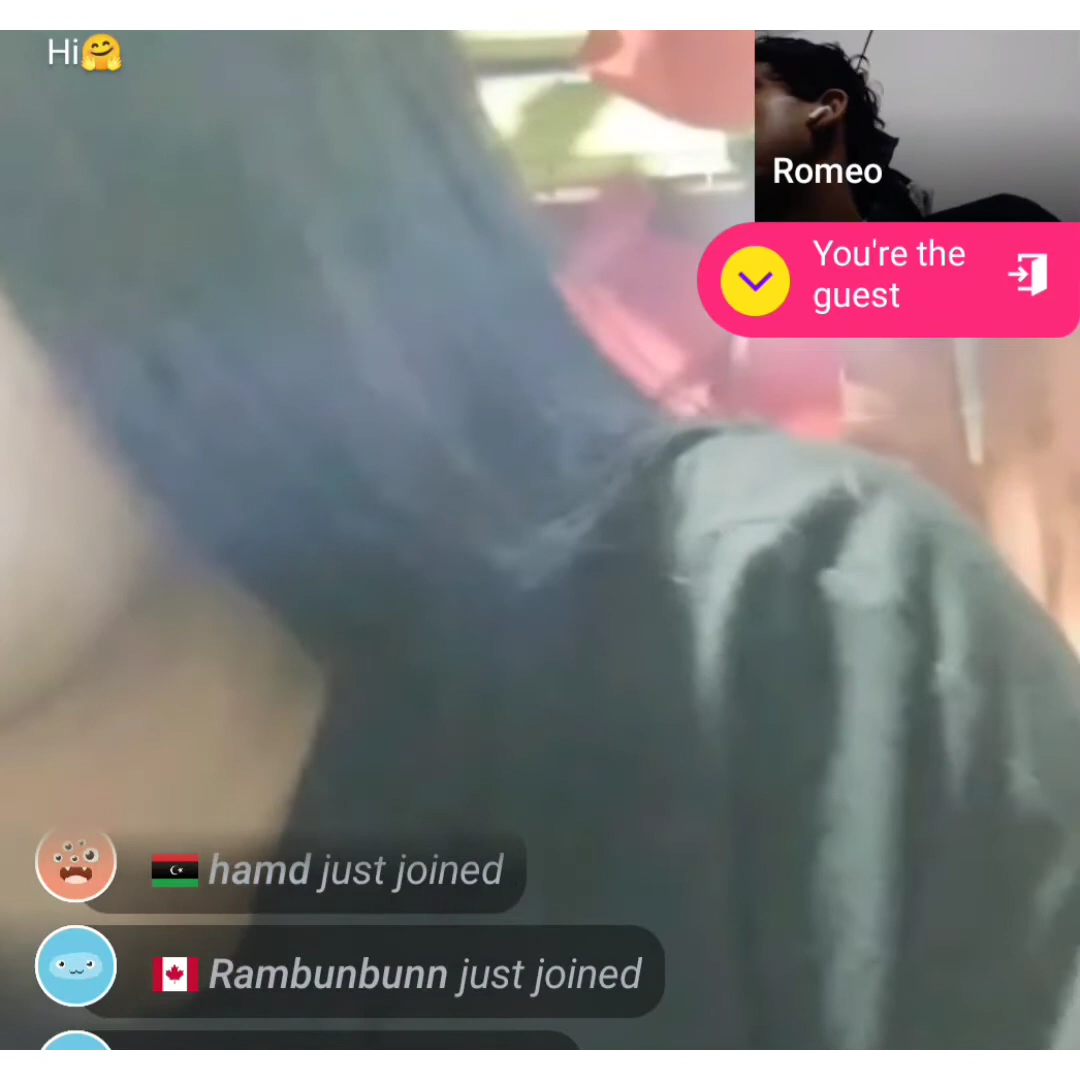 Hi🤗
Romeo
You're the
guest
hamd just joined
Rambunbunn just joined